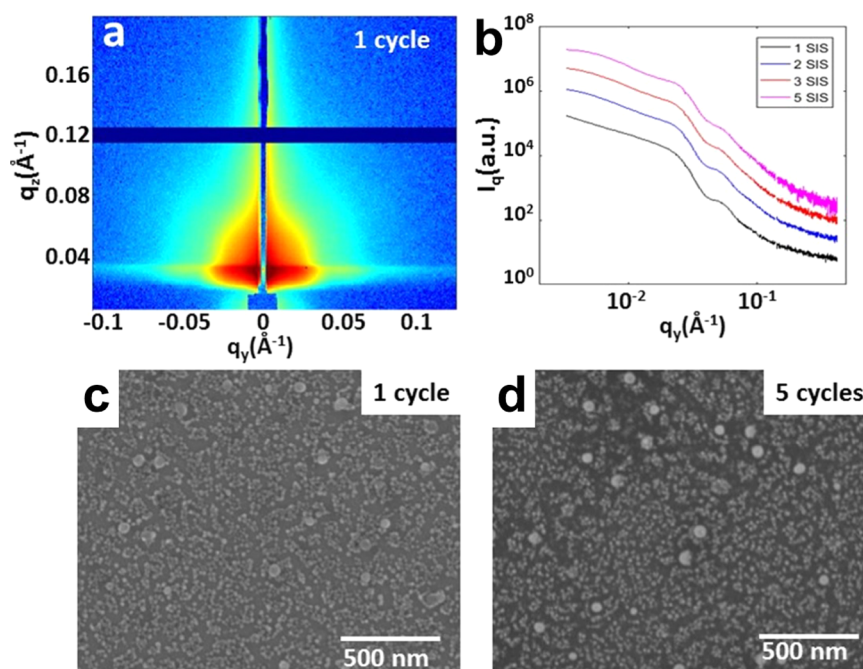 a
1 cycle
0.16
0.12
0.08
0.04
qz(Å-1)
-0.1
-0.05
0
0.05
0.1
qy(Å-1)
b
10^8
10^6
10^4
10^2
10^0
Iq(a.u.)
1 SIS
2 SIS
3 SIS
5 SIS
10^-2
10^-1
qy(Å-1)
c
1 cycle
500 nm
d
5 cycles
500 nm